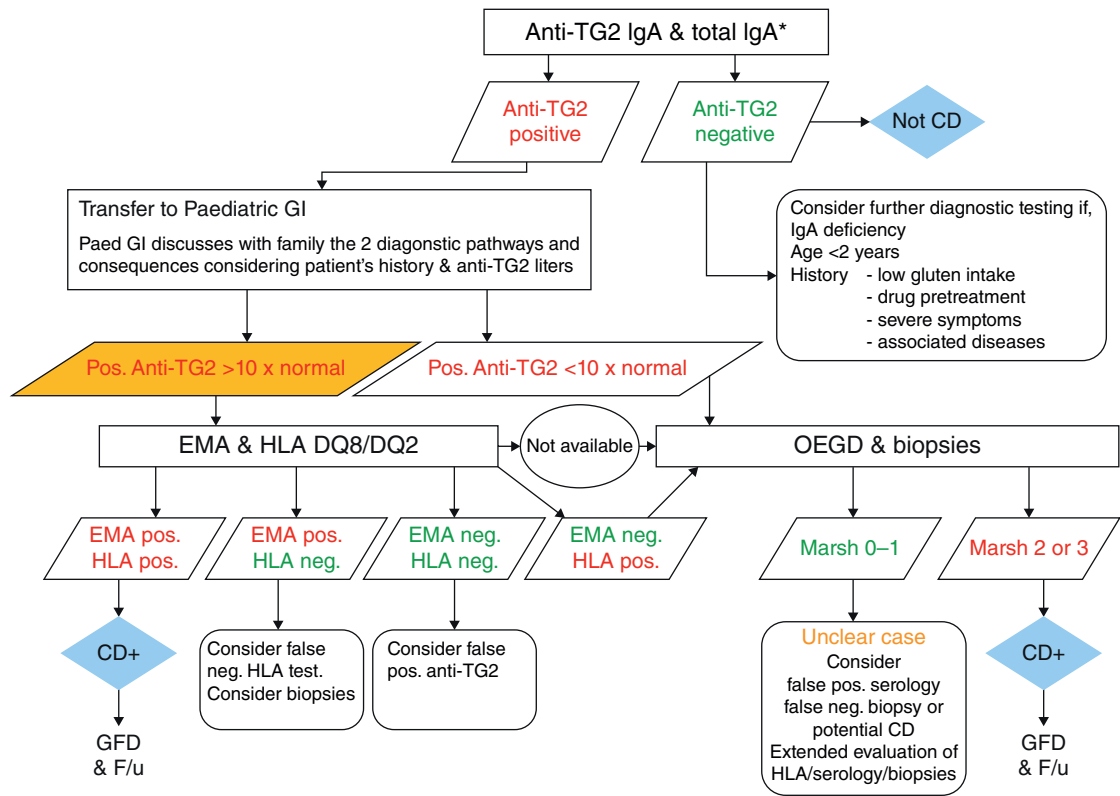 Anti-TG2 IgA & total IgA*
Anti-TG2
positive
Anti-TG2
negative
Not CD
Transfer to Paediatric GI
Paed GI discusses with family the 2 diagonstic pathways and
consequences considering patient's history & anti-TG2 liters
Consider further diagnostic testing if,
IgA deficiency
Age <2 years
History - low gluten intake
- drug pretreatment
- severe symptoms
- associated diseases
Pos. Anti-TG2 >10 x normal
Pos. Anti-TG2 <10 x normal
EMA & HLA DQ8/DQ2
Not available
OEGD & biopsies
EMA pos.
HLA pos.
EMA pos.
HLA neg.
EMA neg.
HLA neg.
EMA neg.
HLA pos.
Marsh 0–1
Marsh 2 or 3
CD+
Consider false
neg. HLA test.
Consider biopsies
Consider false
pos. anti-TG2
Unclear case
Consider
false pos. serology
false neg. biopsy or
potential CD
Extended evaluation of
HLA/serology/biopsies
CD+
GFD
& F/u
GFD
& F/u